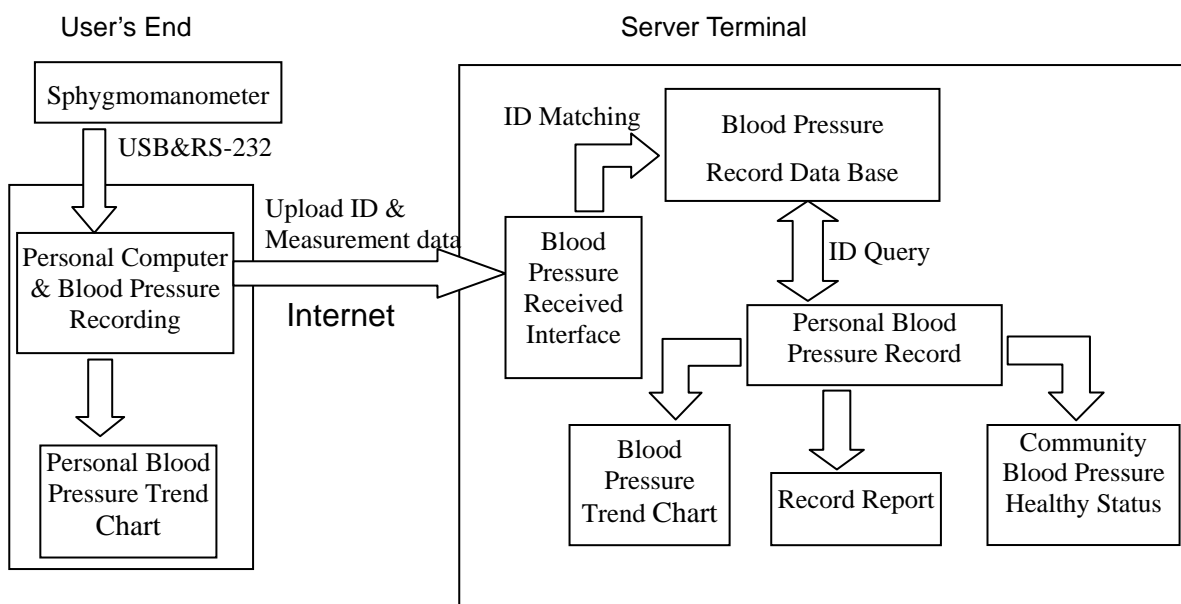 User's End
Server Terminal
Sphygmomanometer
USB&RS-232
Personal Computer
& Blood Pressure
Recording
Personal Blood
Pressure Trend
Chart
Upload ID &
Measurement data
Internet
ID Matching
Blood
Pressure
Received
Interface
Blood Pressure
Record Data Base
ID Query
Personal Blood
Pressure Record
Blood
Pressure
Trend Chart
Record Report
Community
Blood Pressure
Healthy Status